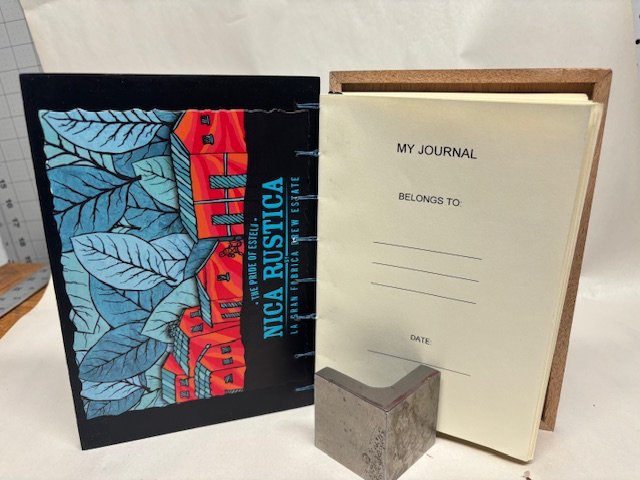 • THE PRIDE OF ESTELÍ •
NICA RUSTICA
LA GRAN FABRICA DREW ESTATE
MY JOURNAL
BELONGS TO:
DATE: